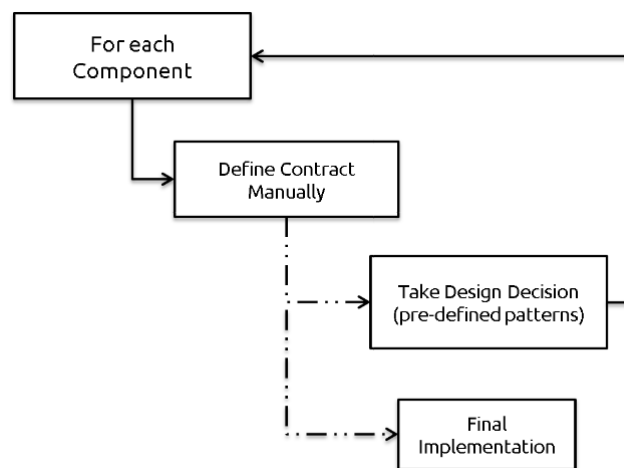 For each
Component
Define Contract
Manually
Take Design Decision
(pre-defined patterns)
Final
Implementation